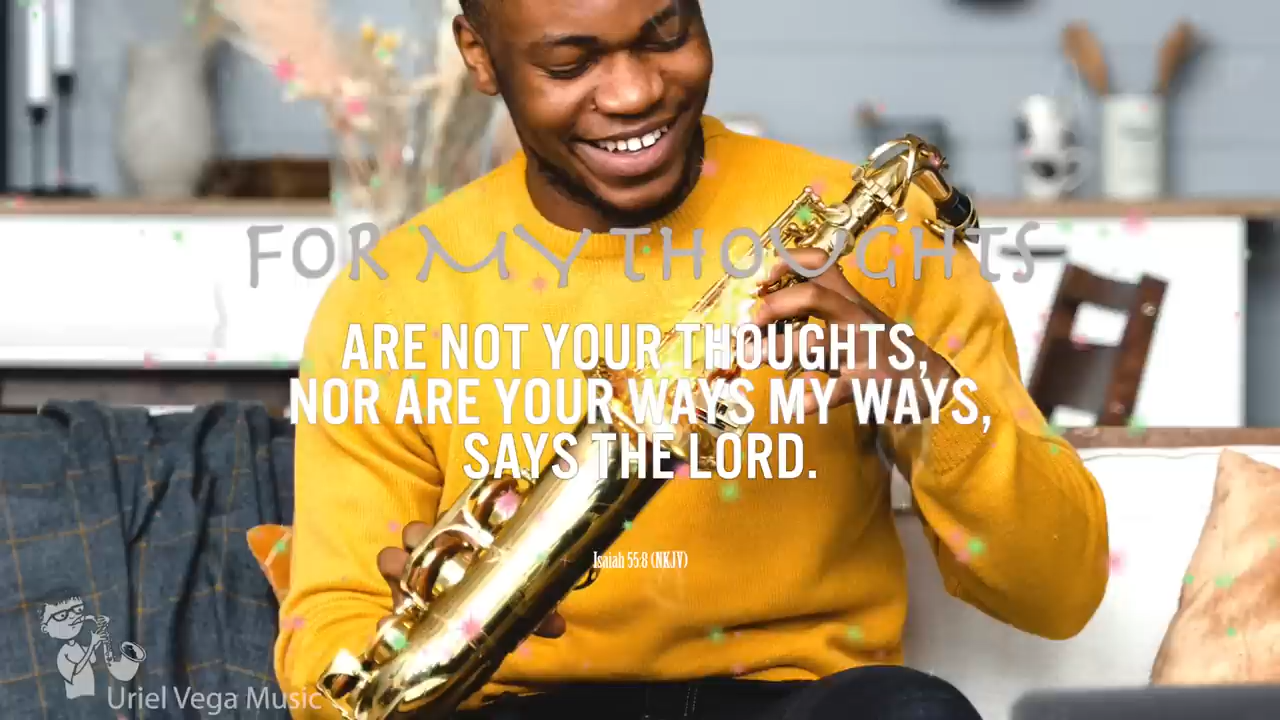 FOR MY THOUGHTS
ARE NOT YOUR THOUGHTS,
NOR ARE YOUR WAYS MY WAYS,
SAYS THE LORD.
Isaiah 55:8 (NKJV)
Uriel Vega Music